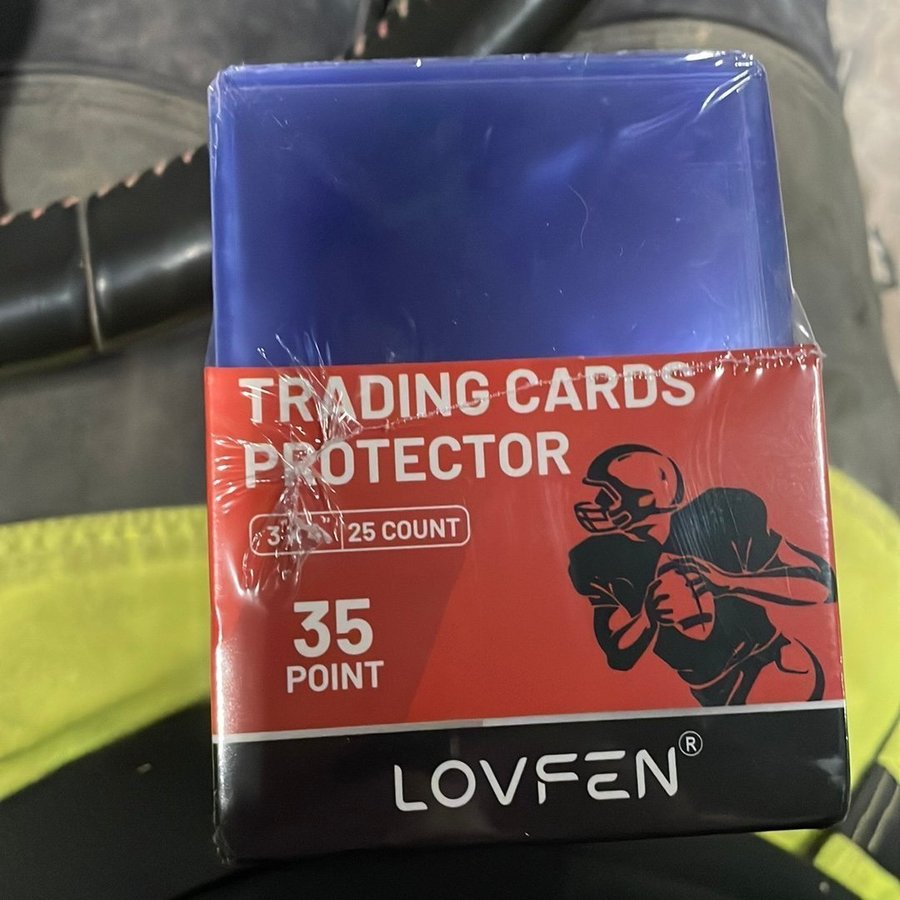 TRADING CARDS
PROTECTOR
25 COUNT
35
POINT
LOVFEN®